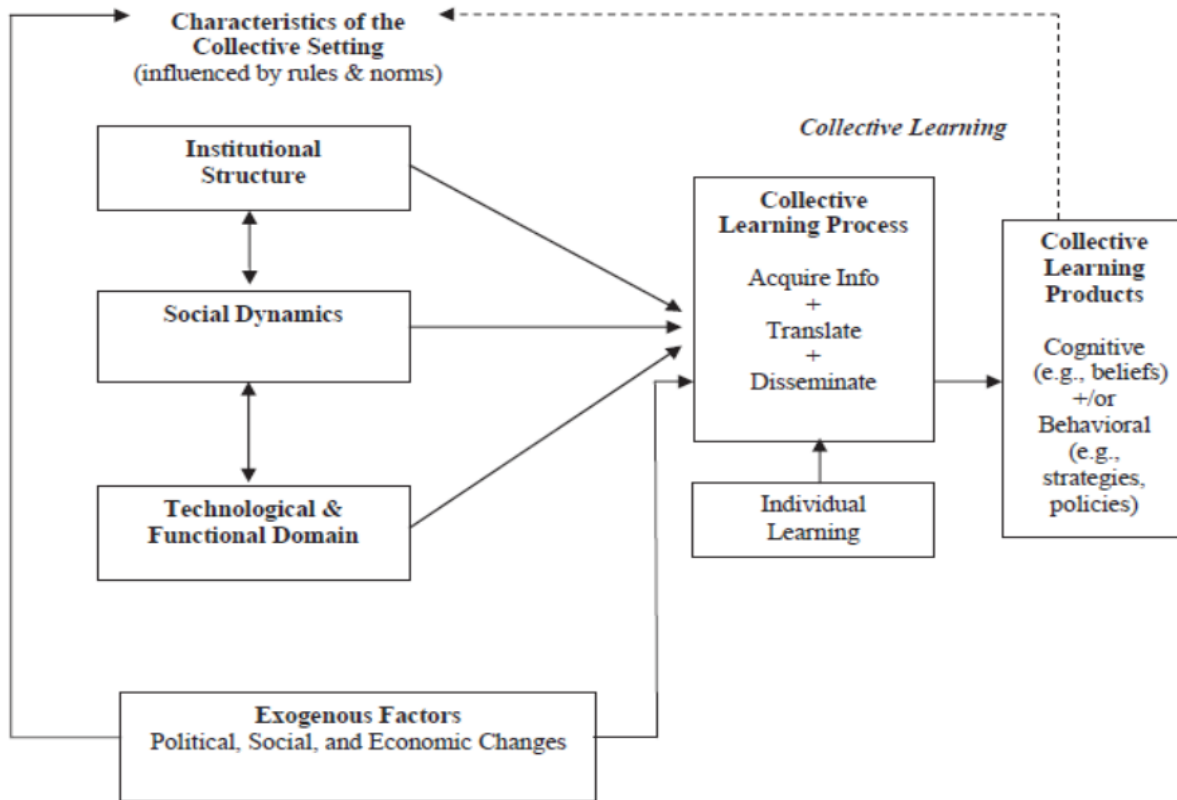 Characteristics of the
Collective Setting
(influenced by rules & norms)
Institutional
Structure
Social Dynamics
Technological &
Functional Domain
Exogenous Factors
Political, Social, and Economic Changes
Collective Learning
Collective
Learning Process
Acquire Info
+
Translate
+
Disseminate
Individual
Learning
Collective
Learning
Products
Cognitive
(e.g., beliefs)
+/or
Behavioral
(e.g.,
strategies,
policies)